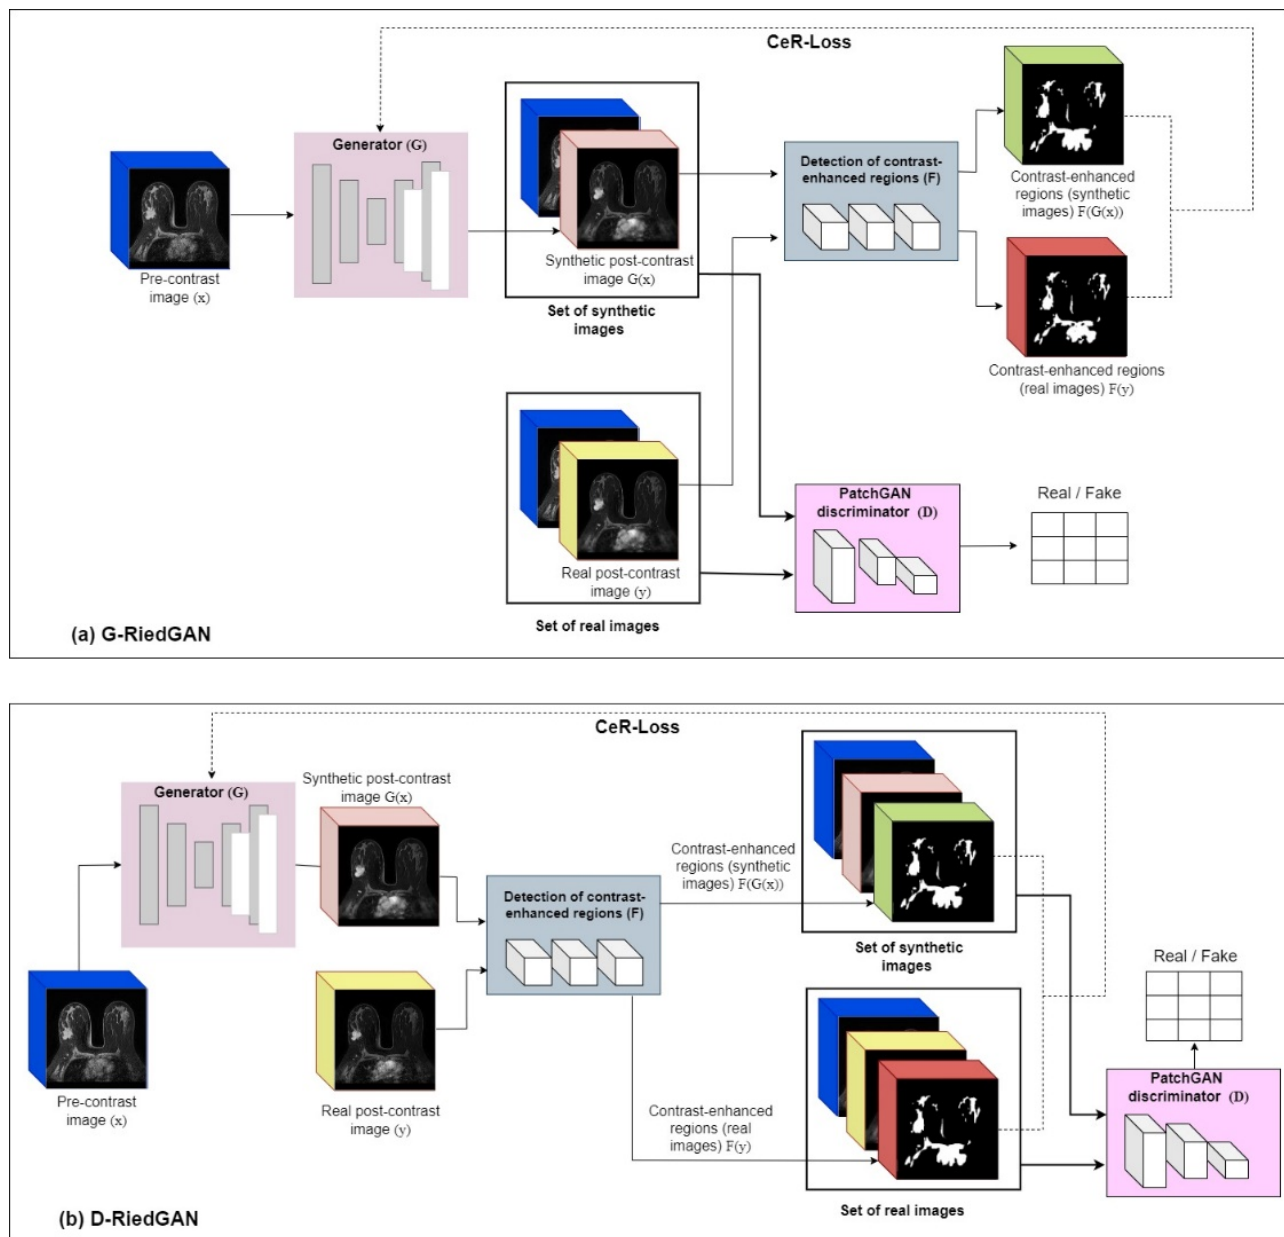 CeR-Loss
Generator (G)
Pre-contrast
image (x)
Synthetic post-contrast
image G(x)
Set of synthetic
images
Detection of contrast-
enhanced regions (F)
Contrast-enhanced
regions (synthetic
images) F(G(x))
Contrast-enhanced regions
(real images) F(y)
Real post-contrast
image (y)
Set of real images
PatchGAN
discriminator (D)
Real / Fake
(a) G-RiedGAN
CeR-Loss
Generator (G)
Synthetic post-contrast
image G(x)
Pre-contrast
image (x)
Real post-contrast
image (y)
Detection of contrast-
enhanced regions (F)
Contrast-enhanced
regions (synthetic
images) F(G(x))
Set of synthetic
images
Contrast-enhanced
regions (real
images) F(y)
Set of real images
Real / Fake
PatchGAN
discriminator (D)
(b) D-RiedGAN